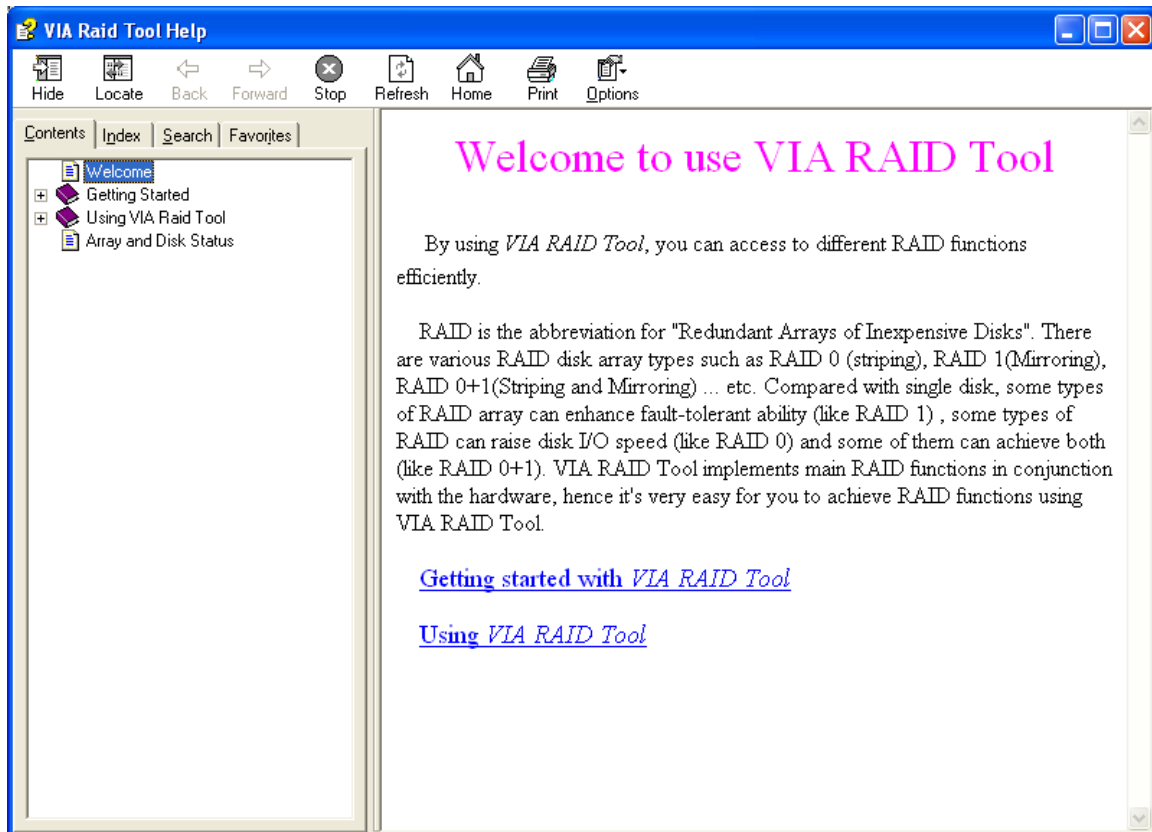 VIA Raid Tool Help
Hide Locate Back Forward Stop Refresh Home Print Options
Contents Index Search Favorites
Welcome
Getting Started
Using VIA Raid Tool
Array and Disk Status
Welcome to use VIA RAID Tool
By using VIA RAID Tool, you can access to different RAID functions
efficiently.
RAID is the abbreviation for "Redundant Arrays of Inexpensive Disks". There
are various RAID disk array types such as RAID 0 (striping), RAID 1(Mirroring),
RAID 0+1(Striping and Mirroring) ... etc. Compared with single disk, some types
of RAID array can enhance fault-tolerant ability (like RAID 1) , some types of
RAID can raise disk I/O speed (like RAID 0) and some of them can achieve both
(like RAID 0+1). VIA RAID Tool implements main RAID functions in conjunction
with the hardware, hence it's very easy for you to achieve RAID functions using
VIA RAID Tool.
Getting started with VIA RAID Tool
Using VIA RAID Tool